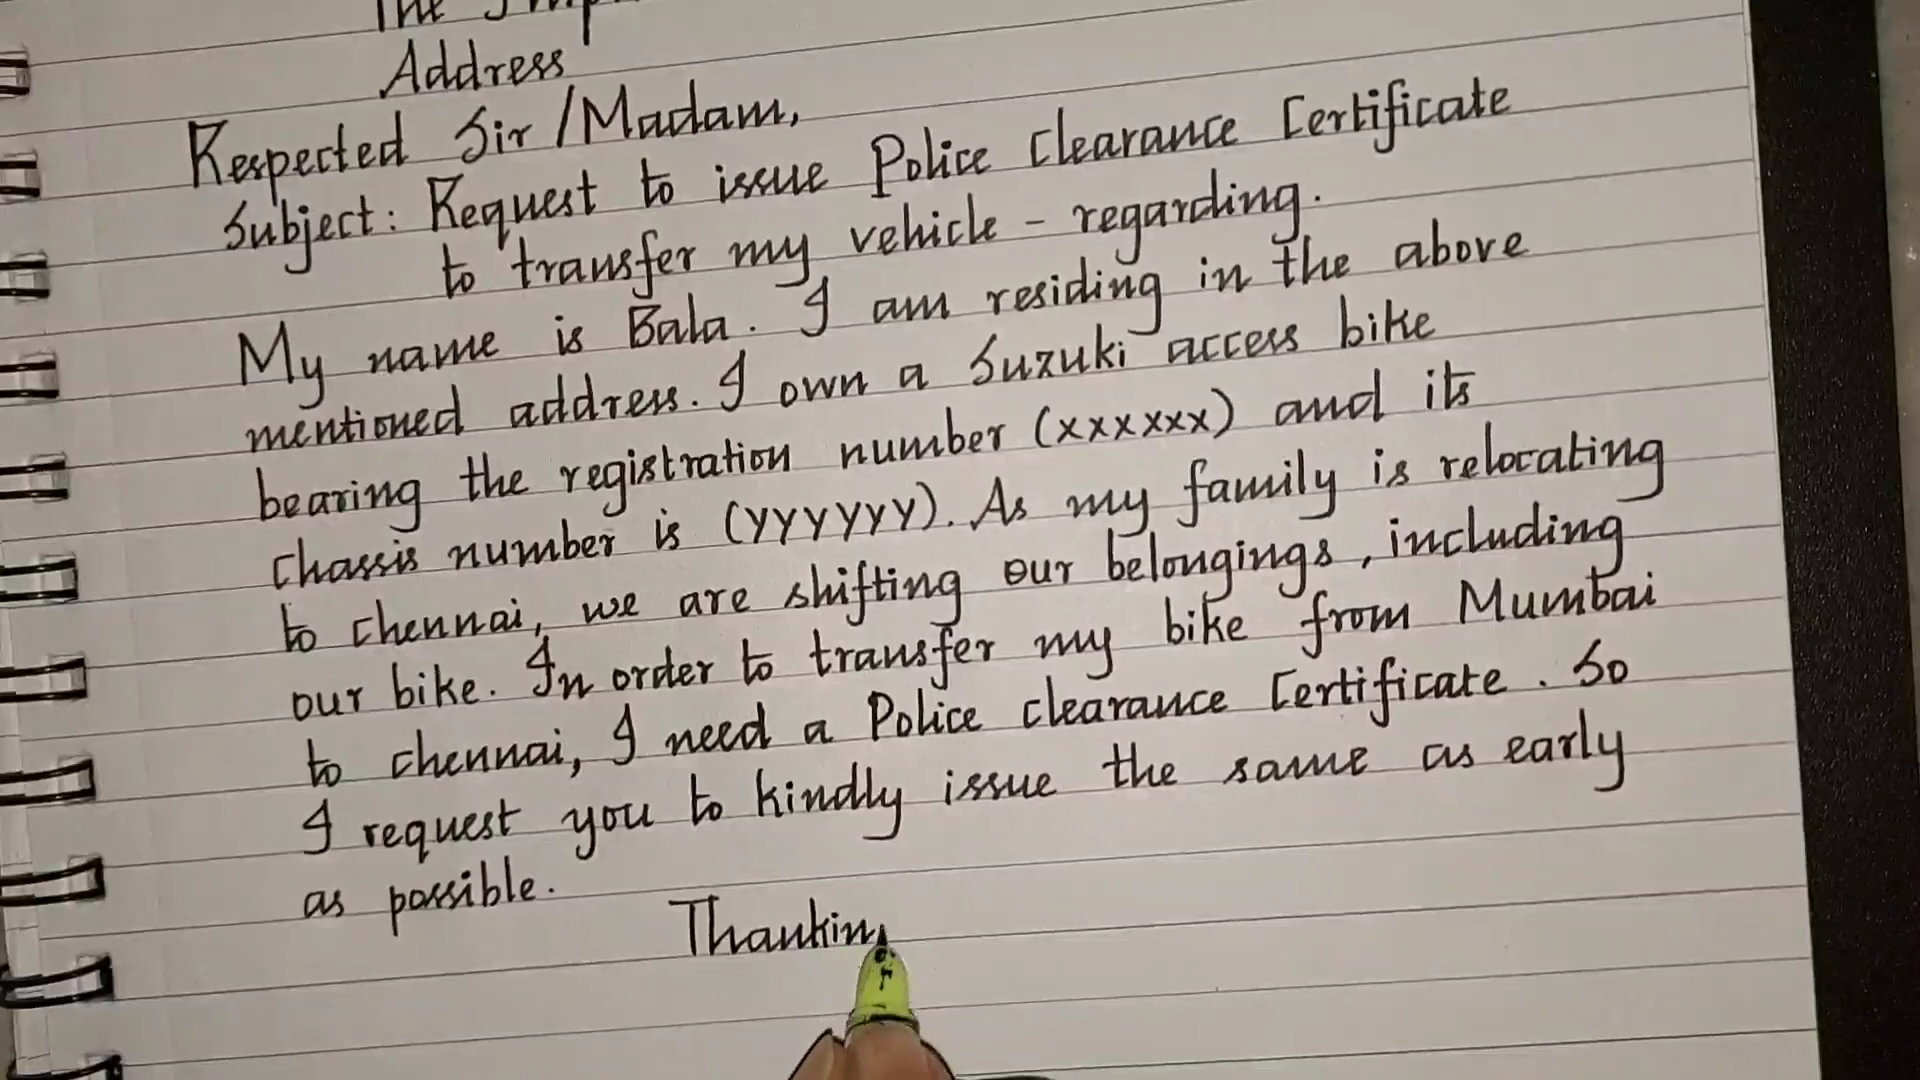 The
Address
Respected Sir/Madam,
Subject: Request to issue Police Clearance Certificate
to transfer my vehicle - regarding.
My name is Bala. I am residing in the above
mentioned address. I own a Suzuki access bike
bearing the registration number (xxxxxx) and its
chassis number is (YYYYYY). As my family is relocating
to chennai, we are shifting our belongings, including
our bike. In order to transfer my bike from Mumbai
to chennai, I need a Police clearance Certificate. So
I request you to kindly issue the same as early
as possible.
Thankin